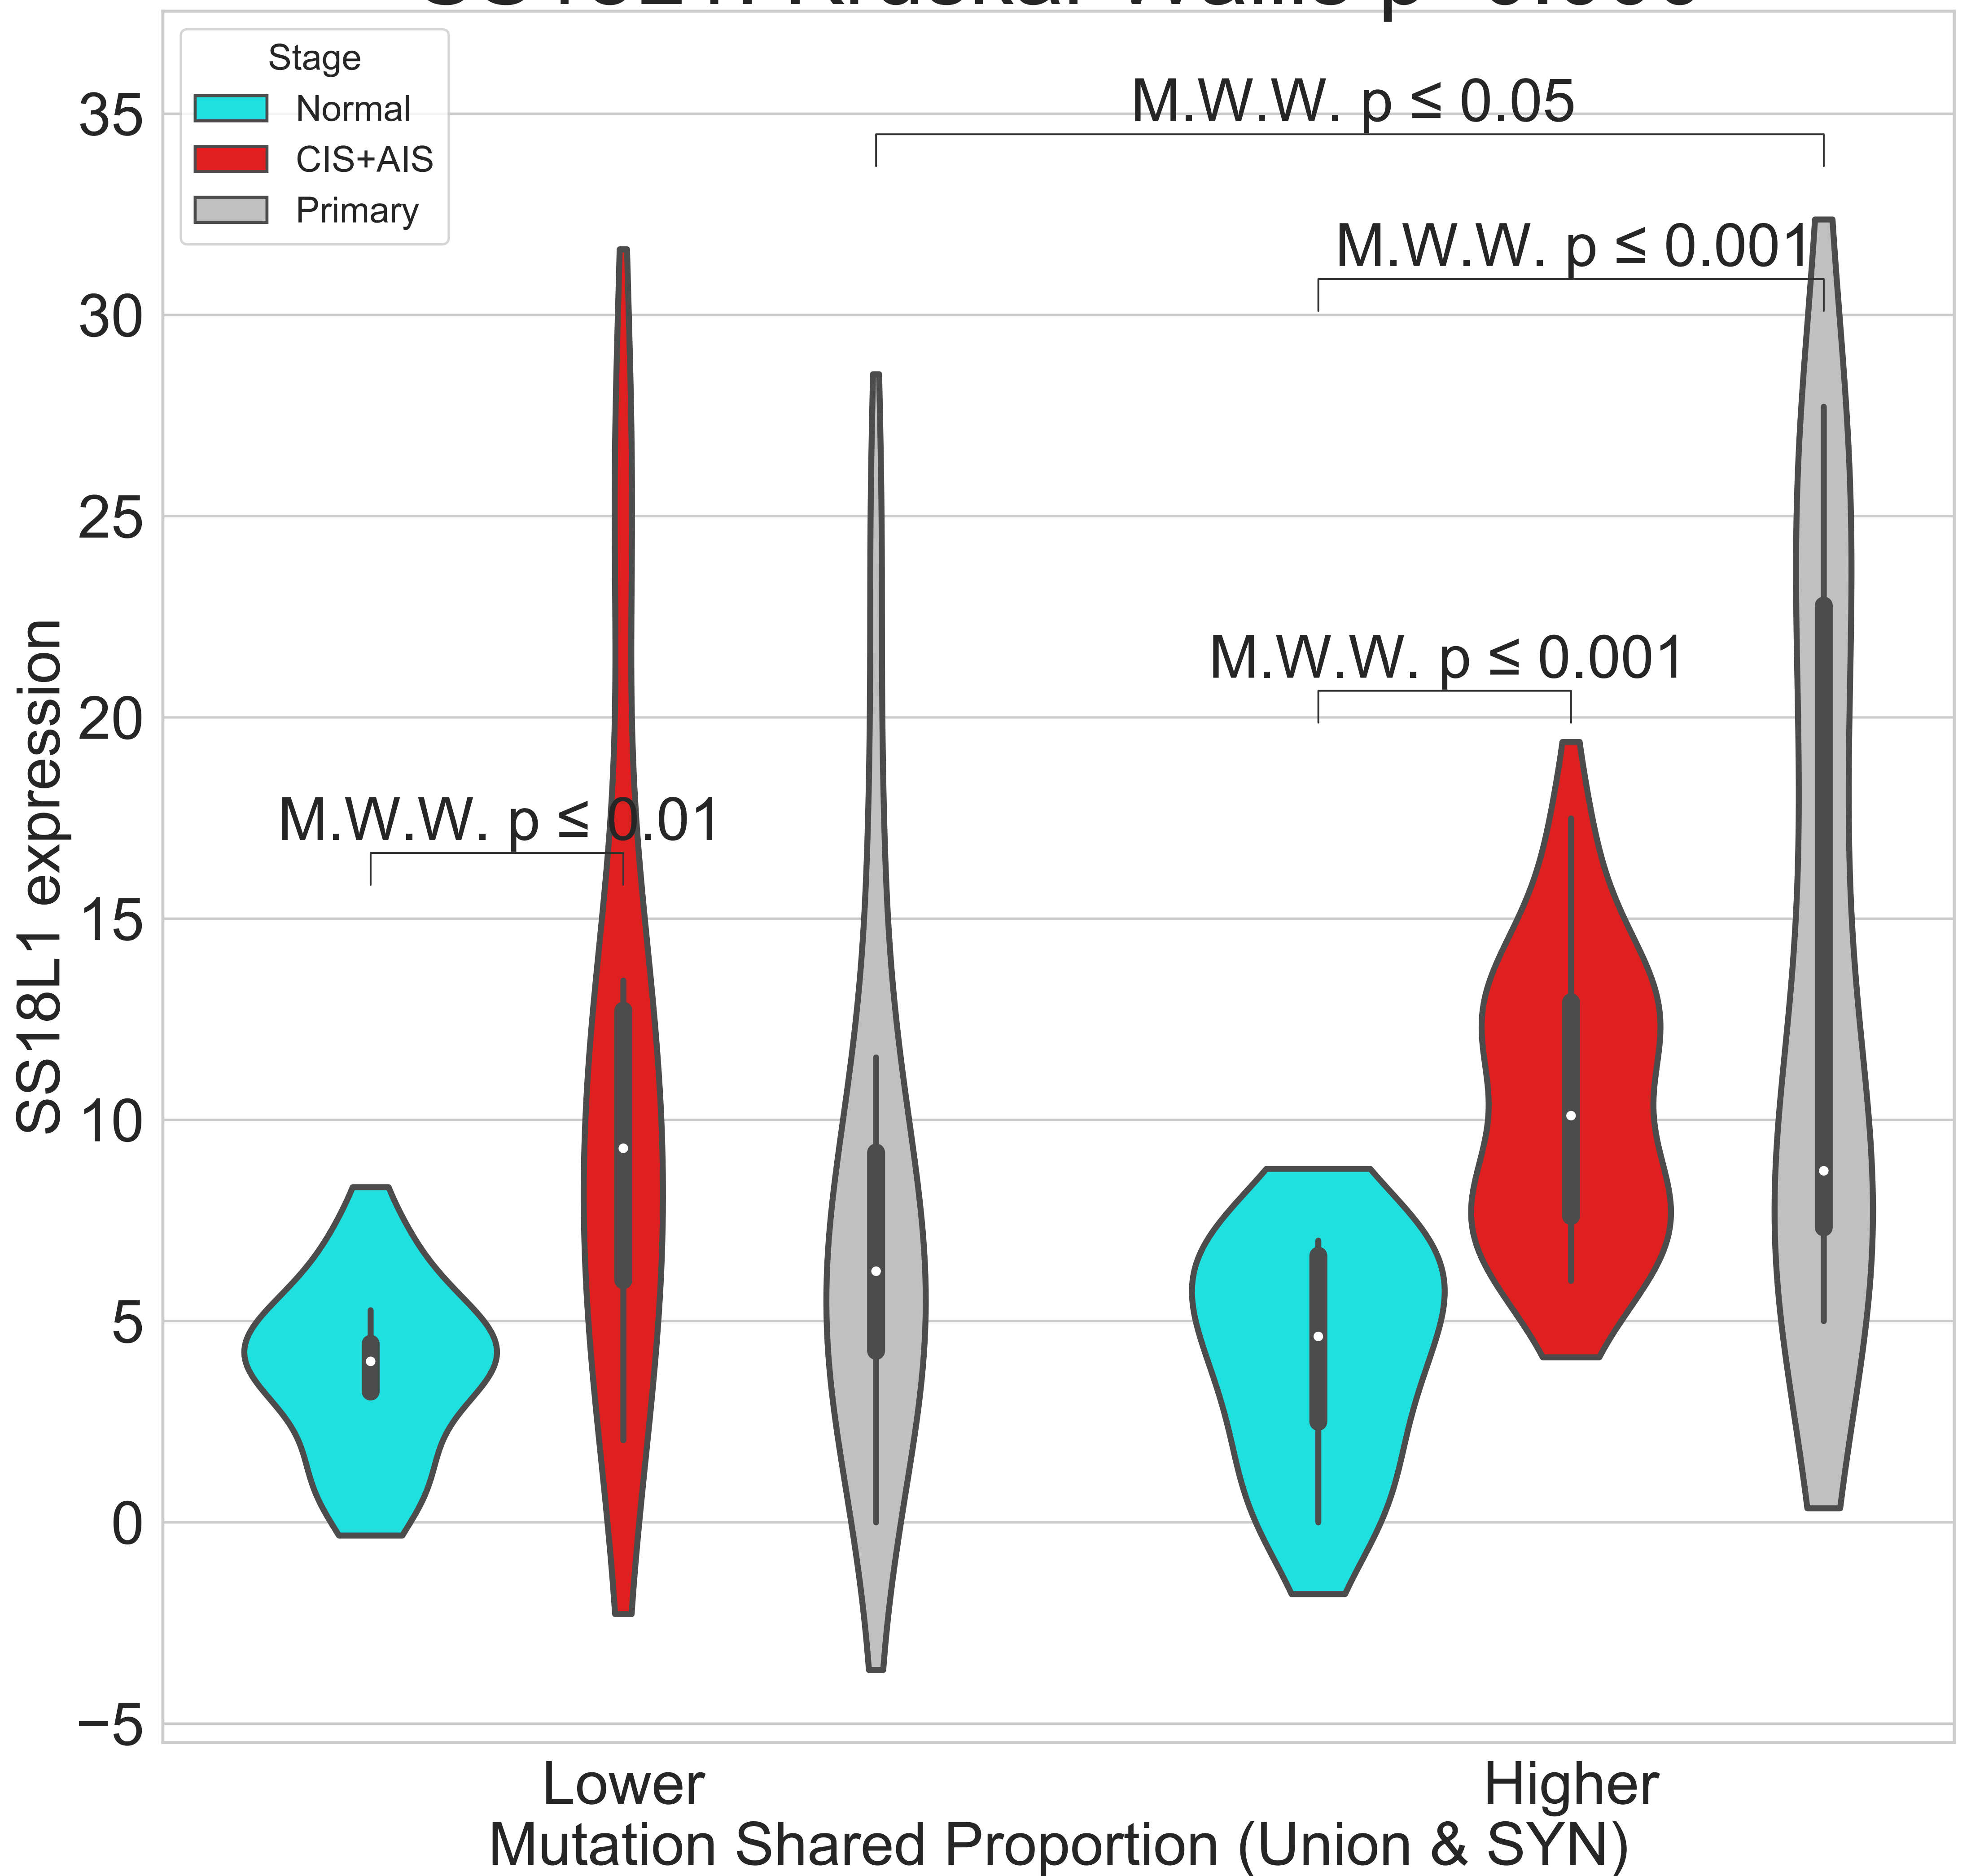 Stage
Normal
CIS+AIS
Primary
M.W.W. p ≤ 0.05
M.W.W. p ≤ 0.001
M.W.W. p ≤ 0.001
M.W.W. p ≤ 0.01
35
30
25
20
15
10
5
0
−5
SS18L1 expression
Lower
Higher
Mutation Shared Proportion (Union & SYN)